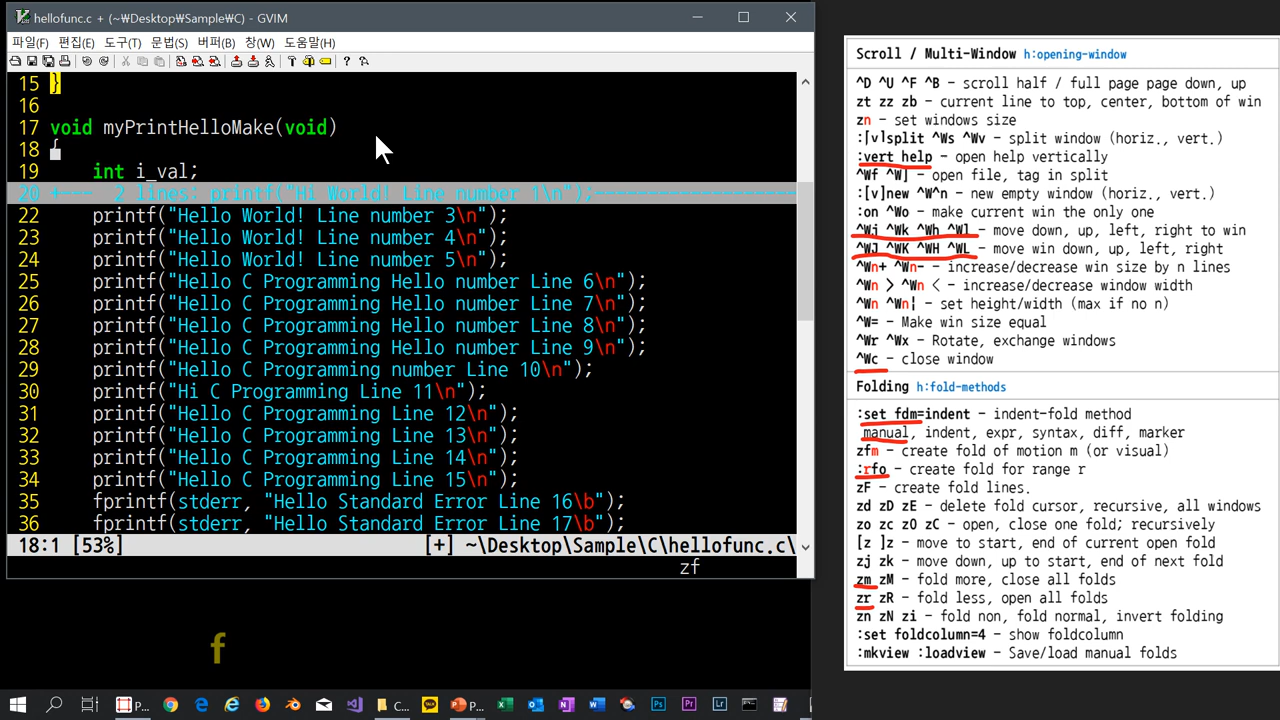 hellofunc.c + (~\Desktop\Sample\C) - GVIM
파일(F) 편집(E) 도구(T) 문법(S) 버퍼(B) 창(W) 도움말(H)
15 }
16
17 void myPrintHelloMake(void)
18 {
19     int i_val;
20 +---  2 lines: printf("Hi World! Line number 1\n");--------------------
22     printf("Hello World! Line number 3\n");
23     printf("Hello World! Line number 4\n");
24     printf("Hello World! Line number 5\n");
25     printf("Hello C Programming Hello number Line 6\n");
26     printf("Hello C Programming Hello number Line 7\n");
27     printf("Hello C Programming Hello number Line 8\n");
28     printf("Hello C Programming Hello number Line 9\n");
29     printf("Hello C Programming number Line 10\n");
30     printf("Hi C Programming Line 11\n");
31     printf("Hello C Programming Line 12\n");
32     printf("Hello C Programming Line 13\n");
33     printf("Hello C Programming Line 14\n");
34     printf("Hello C Programming Line 15\n");
35     fprintf(stderr, "Hello Standard Error Line 16\b");
36     fprintf(stderr, "Hello Standard Error Line 17\b");
18:1 [53%] [+] ~\Desktop\Sample\C\hellofunc.c\
zf
f
C...
P...
Scroll / Multi-Window h:opening-window
^D ^U ^F ^B - scroll half / full page page down, up
zt zz zb - current line to top, center, bottom of win
zn - set windows size
:[v]split ^Ws ^Wv - split window (horiz., vert.)
:vert help - open help vertically
^Wf ^W] - open file, tag in split
:[v]new ^W^n - new empty window (horiz., vert.)
:on ^Wo - make current win the only one
^Wj ^Wk ^Wh ^Wl - move down, up, left, right to win
^WJ ^WK ^WH ^WL - move win down, up, left, right
^Wn+ ^Wn- - increase/decrease win size by n lines
^Wn > ^Wn < - increase/decrease window width
^Wn ^Wn¦ - set height/width (max if no n)
^W= - Make win size equal
^Wr ^Wx - Rotate, exchange windows
^Wc - close window
Folding h:fold-methods
:set fdm=indent - indent-fold method
manual, indent, expr, syntax, diff, marker
zfm - create fold of motion m (or visual)
:rfo - create fold for range r
zF - create fold lines.
zd zD zE - delete fold cursor, recursive, all windows
zo zc zO zC - open, close one fold; recursively
[z ]z - move to start, end of current open fold
zj zk - move down, up to start, end of next fold
zm zM - fold more, close all folds
zr zR - fold less, open all folds
zn zN zi - fold non, fold normal, invert folding
:set foldcolumn=4 - show foldcolumn
:mkview :loadview - Save/load manual folds